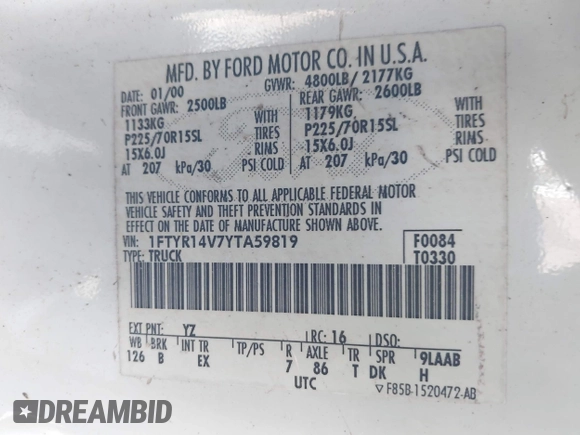 MFD. BY FORD MOTOR CO. IN U.S.A.
DATE: 01/00 GVWR: 4800LB/ 2177KG
FRONT GAWR: 2500LB REAR GAWR: 2600LB
1133KG WITH 1179KG WITH
P225/70R15SL TIRES P225/70R15SL TIRES
15X6.0J RIMS 15X6.0J RIMS
AT 207 kPa/30 PSI COLD AT 207 kPa/30 PSI COLD
THIS VEHICLE CONFORMS TO ALL APPLICABLE FEDERAL MOTOR
VEHICLE SAFETY AND THEFT PREVENTION STANDARDS IN
EFFECT ON THE DATE OF MANUFACTURE SHOWN ABOVE.
VIN: 1FTYR14V7YTA59819 F0084
TYPE: TRUCK T0330
EXT PNT: YZ RC: 16 DSO:
WB BRK INT TR TP/PS R AXLE TR SPR 9LAAB
126 B EX 7 86 T DK H
UTC ▽F85B-1520472-AB
DREAMBID